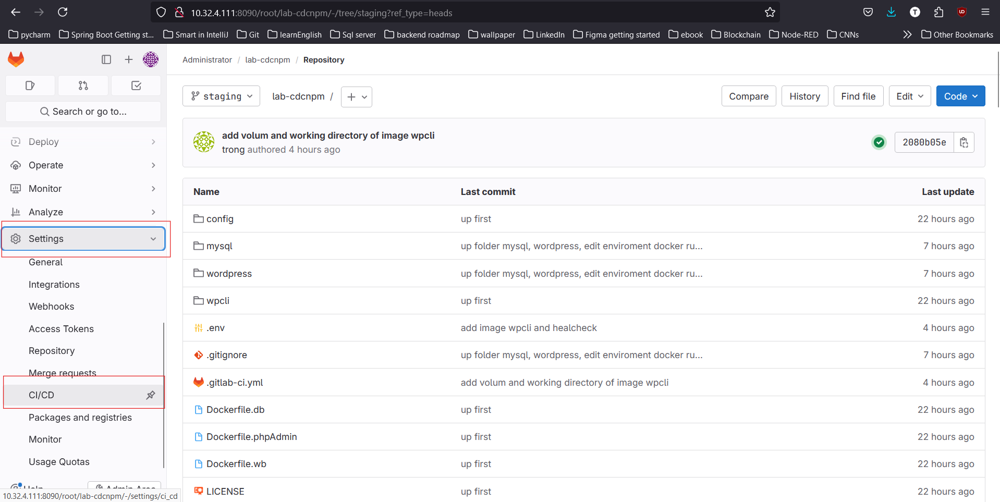 10.32.4.111:8090/root/lab-cdcnpm/-/tree/staging?ref_type=heads
T
UD
pycharm Spring Boot Getting st... Smart in IntelliJ Git learnEnglish Sql server backend roadmap wallpaper LinkedIn Figma getting started ebook Blockchain Node-RED CNNs Other Bookmarks
Administrator / lab-cdcnpm / Repository
Search or go to...
Deploy
Operate
Monitor
Analyze
Settings
General
Integrations
Webhooks
Access Tokens
Repository
Merge requests
CI/CD
Packages and registries
Monitor
Usage Quotas
Help Admin Area
10.32.4.111:8090/root/lab-cdcnpm/-/settings/ci_cd
staging lab-cdcnpm / + Compare History Find file Edit Code
add volum and working directory of image wpcli
trong authored 4 hours ago
2080b05e
Name Last commit Last update
config up first 22 hours ago
mysql up folder mysql, wordpress, edit enviroment docker ru... 7 hours ago
wordpress up folder mysql, wordpress, edit enviroment docker ru... 7 hours ago
wpcli up first 22 hours ago
.env add image wpcli and healcheck 4 hours ago
.gitignore up folder mysql, wordpress, edit enviroment docker ru... 7 hours ago
.gitlab-ci.yml add volum and working directory of image wpcli 4 hours ago
Dockerfile.db up first 22 hours ago
Dockerfile.phpAdmin up first 22 hours ago
Dockerfile.wb up first 22 hours ago
LICENSE up first 22 hours ago